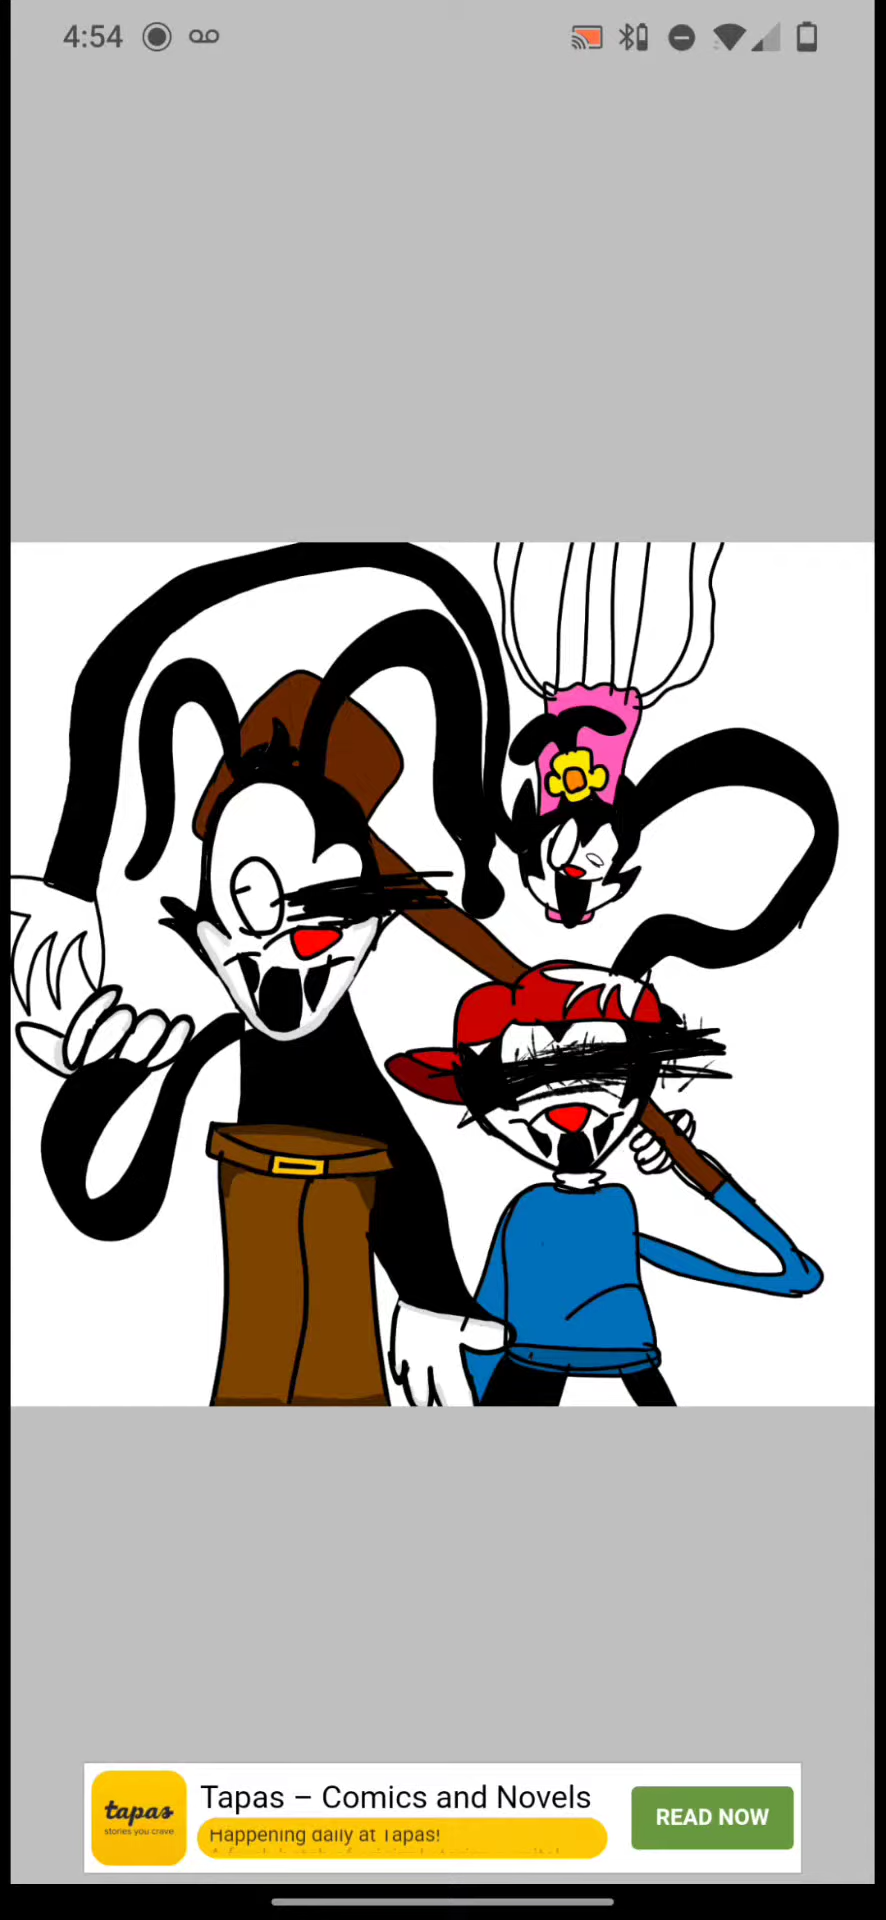 4:54
Tapas – Comics and Novels
tapas
stories you crave
Happening daily at Tapas!
READ NOW